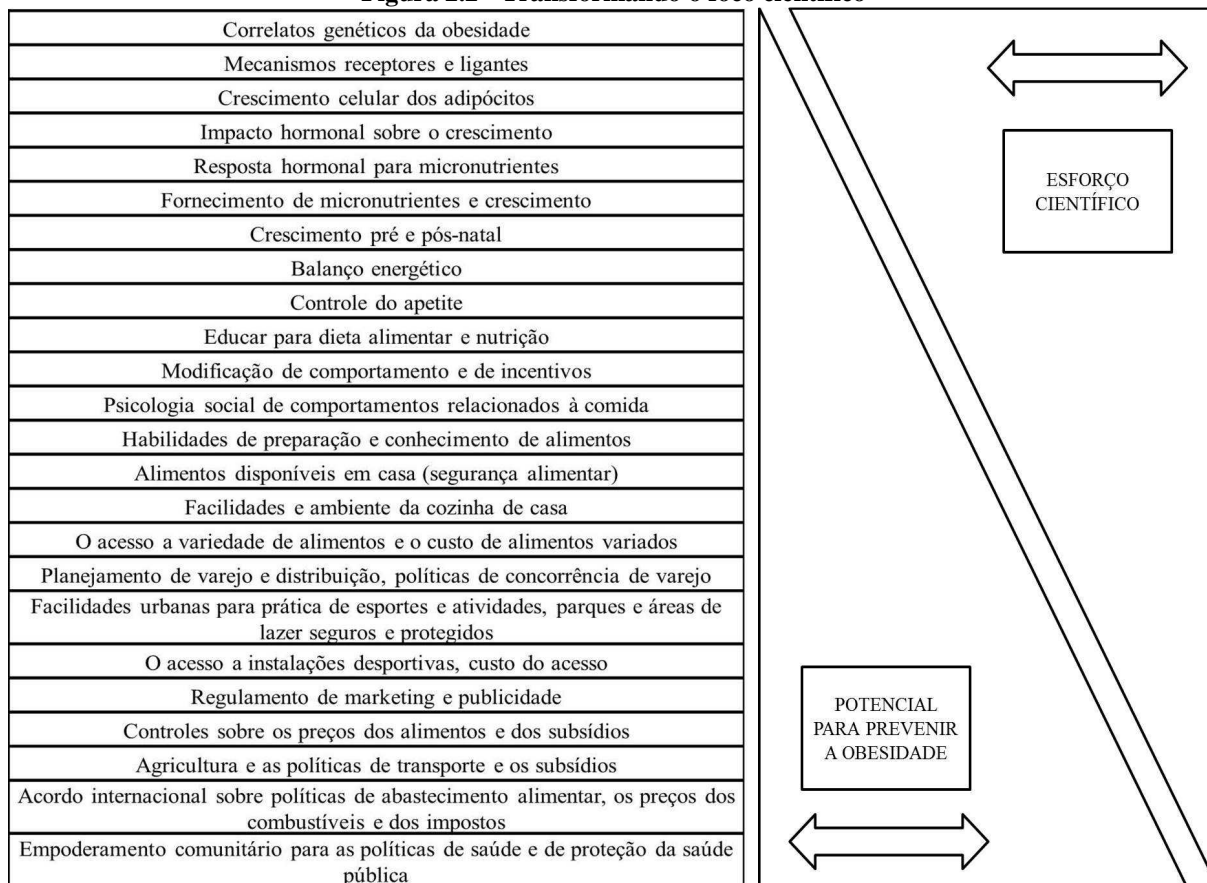 Correlatos genéticos da obesidade
Mecanismos receptores e ligantes
Crescimento celular dos adipócitos
Impacto hormonal sobre o crescimento
Resposta hormonal para micronutrientes
Fornecimento de micronutrientes e crescimento
Crescimento pré e pós-natal
Balanço energético
Controle do apetite
Educar para dieta alimentar e nutrição
Modificação de comportamento e de incentivos
Psicologia social de comportamentos relacionados à comida
Habilidades de preparação e conhecimento de alimentos
Alimentos disponíveis em casa (segurança alimentar)
Facilidades e ambiente da cozinha de casa
O acesso a variedade de alimentos e o custo de alimentos variados
Planejamento de varejo e distribuição, políticas de concorrência de varejo
Facilidades urbanas para prática de esportes e atividades, parques e áreas de
lazer seguros e protegidos
O acesso a instalações desportivas, custo do acesso
Regulamento de marketing e publicidade
Controles sobre os preços dos alimentos e dos subsídios
Agricultura e as políticas de transporte e os subsídios
Acordo internacional sobre políticas de abastecimento alimentar, os preços dos
combustíveis e dos impostos
Empoderamento comunitário para as políticas de saúde e de proteção da saúde
pública
ESFORÇO
CIENTÍFICO
POTENCIAL
PARA PREVENIR
A OBESIDADE